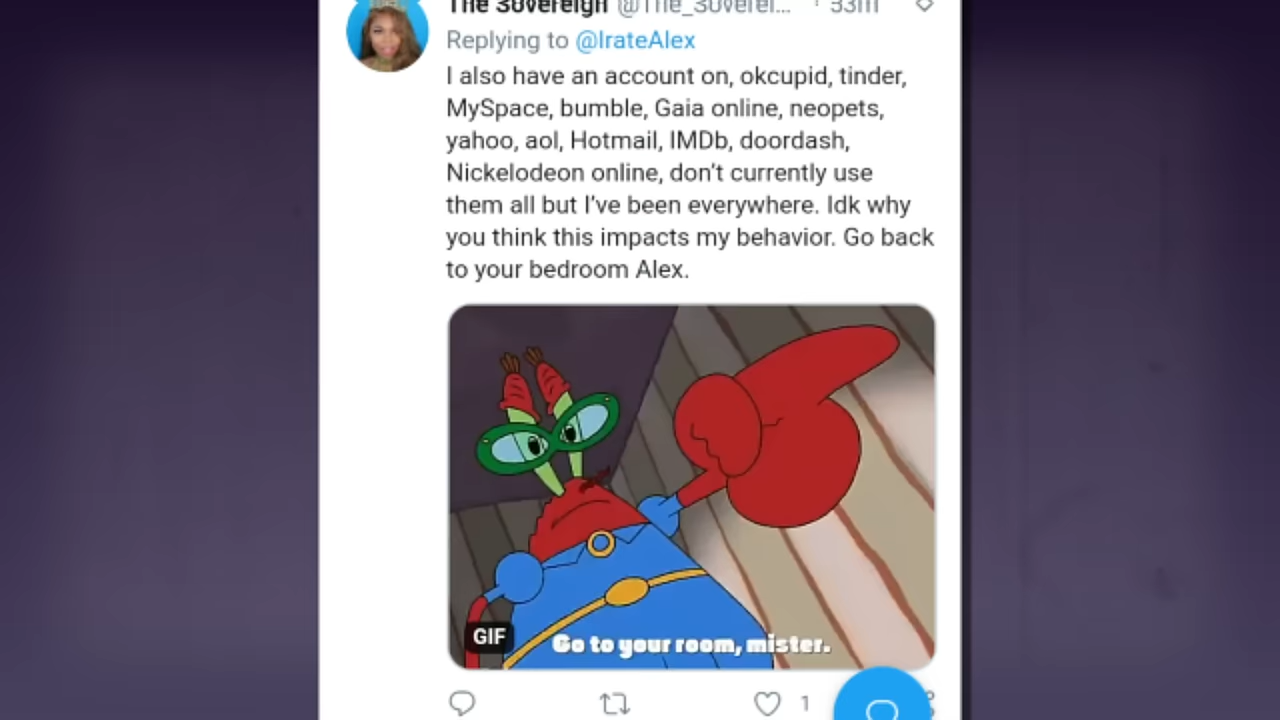 The Sovereign @The_Soverei... · 53m
Replying to @IrateAlex
I also have an account on, okcupid, tinder,
MySpace, bumble, Gaia online, neopets,
yahoo, aol, Hotmail, IMDb, doordash,
Nickelodeon online, don't currently use
them all but I've been everywhere. Idk why
you think this impacts my behavior. Go back
to your bedroom Alex.
GIF
Go to your room, mister.
1